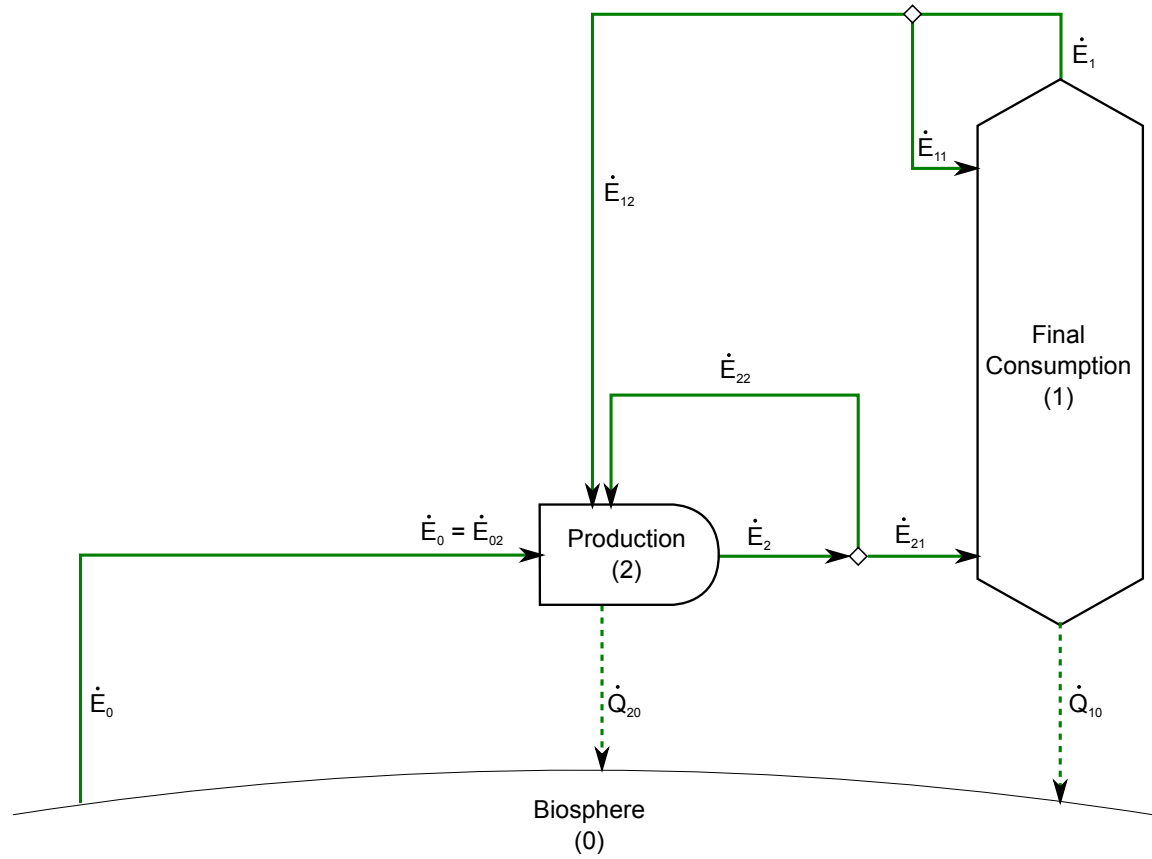 Ė₁
Ė₁₁
Ė₁₂
Final
Consumption
(1)
Ė₂₂
Ė₀ = Ė₀₂
Production
(2)
Ė₂
Ė₂₁
Ė₀
Q̇₂₀
Q̇₁₀
Biosphere
(0)